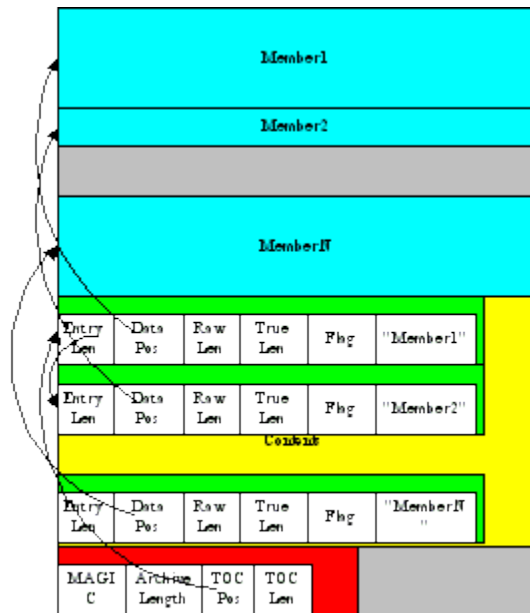 Member1
Member2
MemberN
Entry Len
Data Pos
Raw Len
True Len
Flag
"Member1"
Entry Len
Data Pos
Raw Len
True Len
Flag
"Member2"
Content
Entry Len
Data Pos
Raw Len
True Len
Flag
"MemberN
"
MAGI
C
Archive Length
TOC Pos
TOC Len